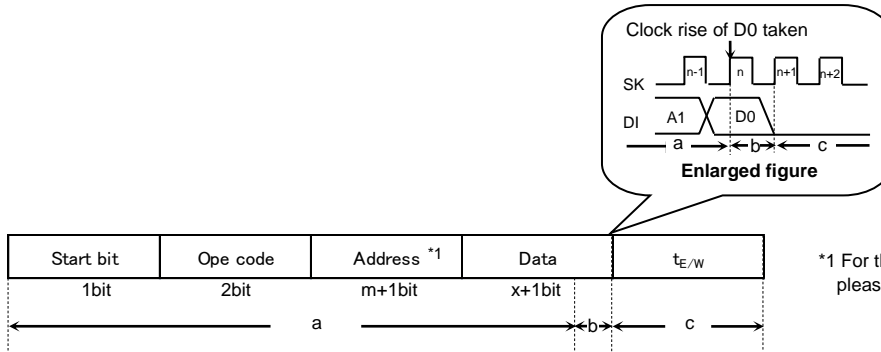 Clock rise of D0 taken
SK n-1 n n+1 n+2
DI A1 D0
a b c
Enlarged figure
Start bit Ope code Address *1 Data tE/W
1bit 2bit m+1bit x+1bit
a b c
*1 For th
pleas